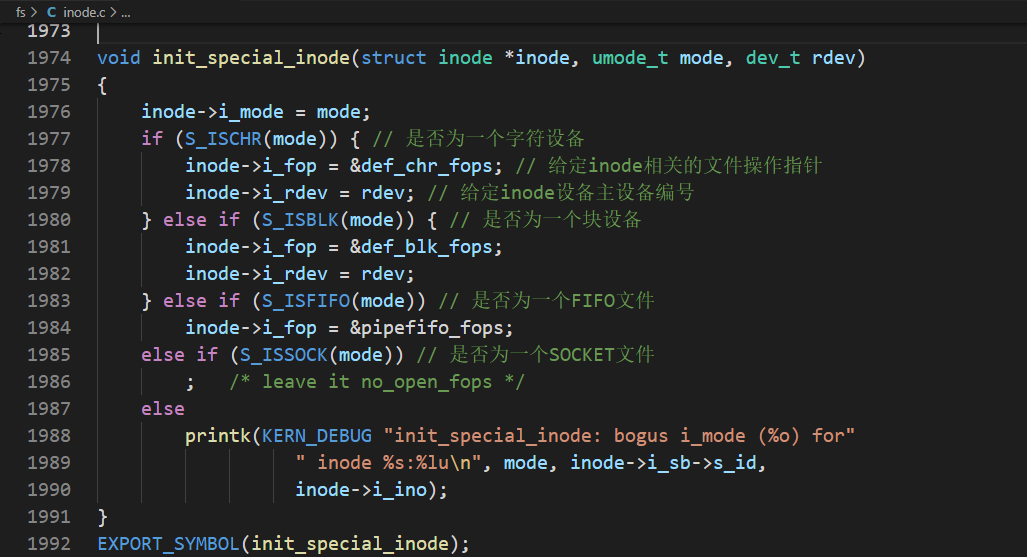 fs > C inode.c > ...
1973
1974 void init_special_inode(struct inode *inode, umode_t mode, dev_t rdev)
1975 {
1976     inode->i_mode = mode;
1977     if (S_ISCHR(mode)) { // 是否为一个字符设备
1978         inode->i_fop = &def_chr_fops; // 给定inode相关的文件操作指针
1979         inode->i_rdev = rdev; // 给定inode设备主设备编号
1980     } else if (S_ISBLK(mode)) { // 是否为一个块设备
1981         inode->i_fop = &def_blk_fops;
1982         inode->i_rdev = rdev;
1983     } else if (S_ISFIFO(mode)) // 是否为一个FIFO文件
1984         inode->i_fop = &pipefifo_fops;
1985     else if (S_ISSOCK(mode)) // 是否为一个SOCKET文件
1986         ;   /* leave it no_open_fops */
1987     else
1988         printk(KERN_DEBUG "init_special_inode: bogus i_mode (%o) for"
1989                   " inode %s:%lu\n", mode, inode->i_sb->s_id,
1990                   inode->i_ino);
1991 }
1992 EXPORT_SYMBOL(init_special_inode);